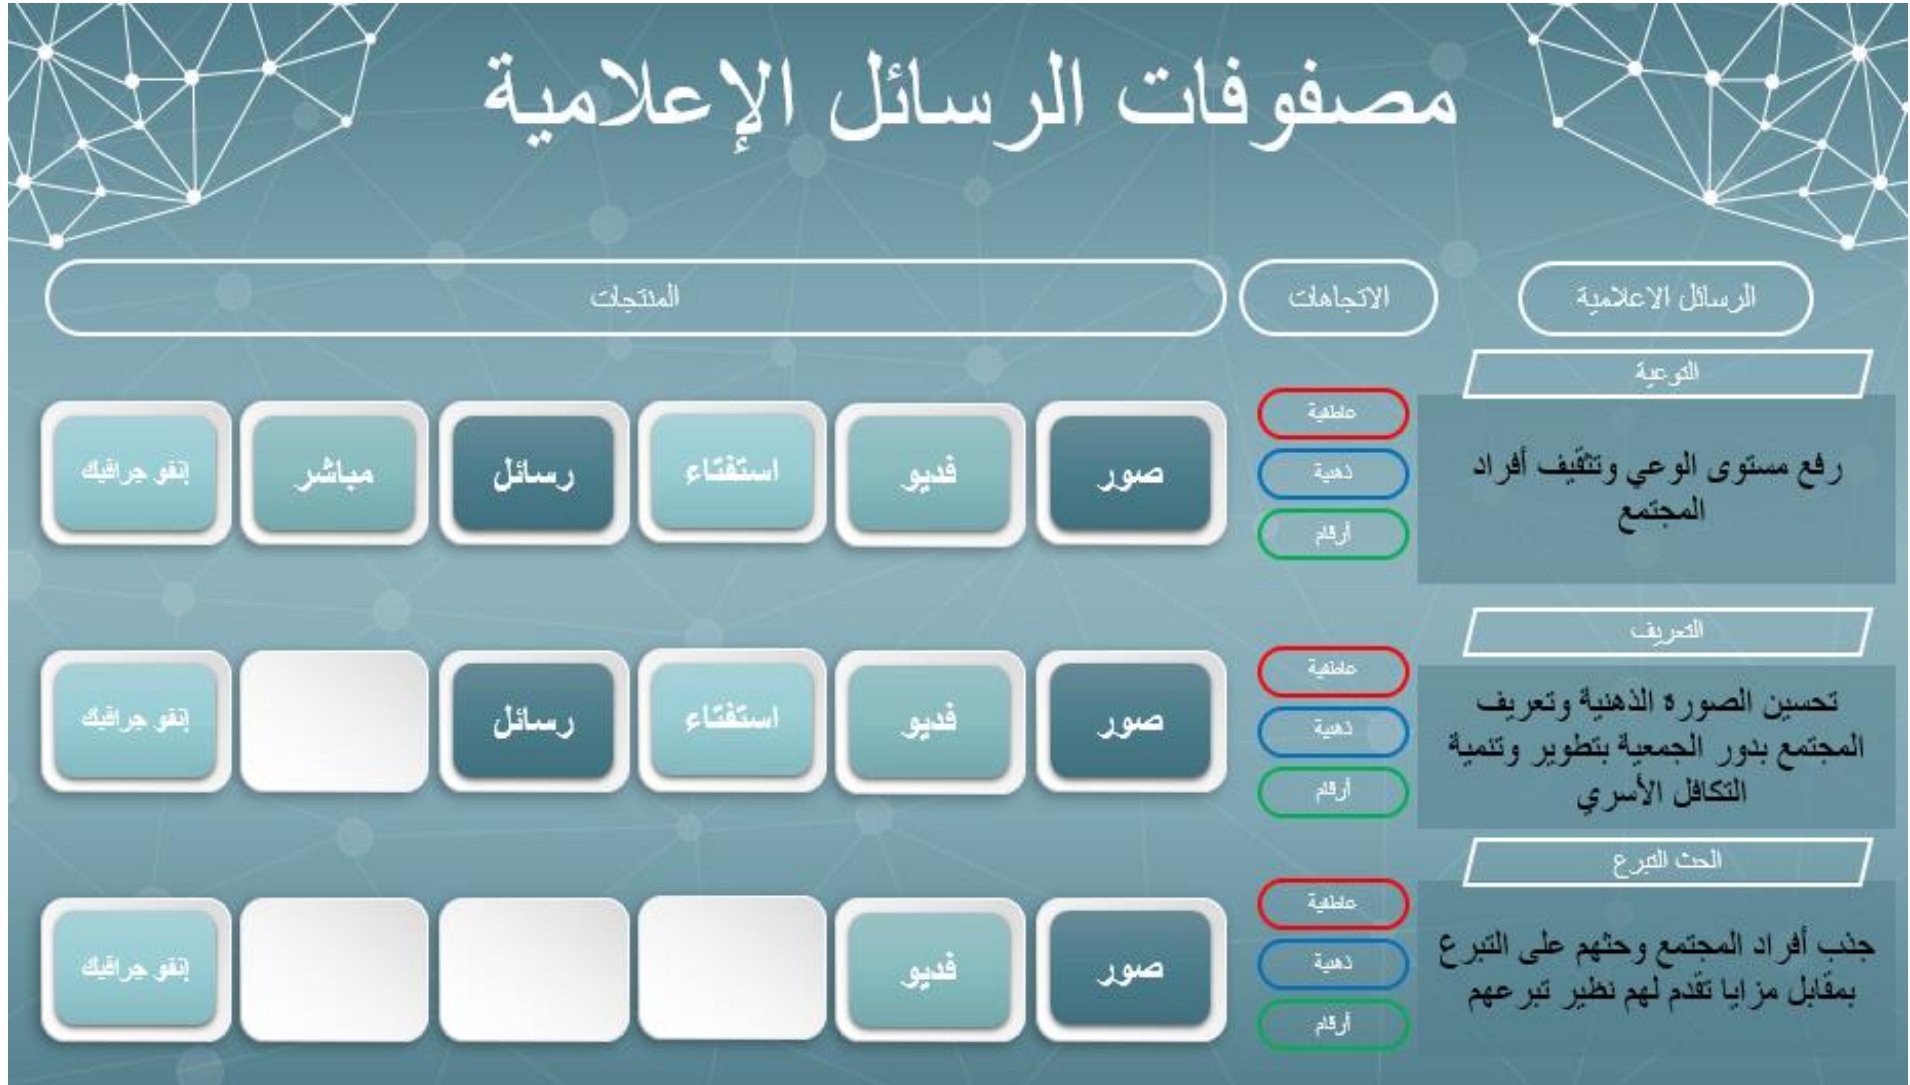 مصفوفات الرسائل الإعلامية
الرسائل الاعلامية
الاتجاهات
المنتجات
التوعية
رفع مستوى الوعي وتثقيف أفراد
المجتمع
عاطفية
ذهنية
أرقام
صور
فديو
استفتاء
رسائل
مباشر
إنفو جرافيك
التعريف
تحسين الصورة الذهنية وتعريف
المجتمع بدور الجمعية بتطوير وتنمية
التكافل الأسري
عاطفية
ذهنية
أرقام
صور
فديو
استفتاء
رسائل
إنفو جرافيك
الحث التبرع
جذب أفراد المجتمع وحثهم على التبرع
بمقابل مزايا تقدم لهم نظير تبرعهم
عاطفية
ذهنية
أرقام
صور
فديو
إنفو جرافيك